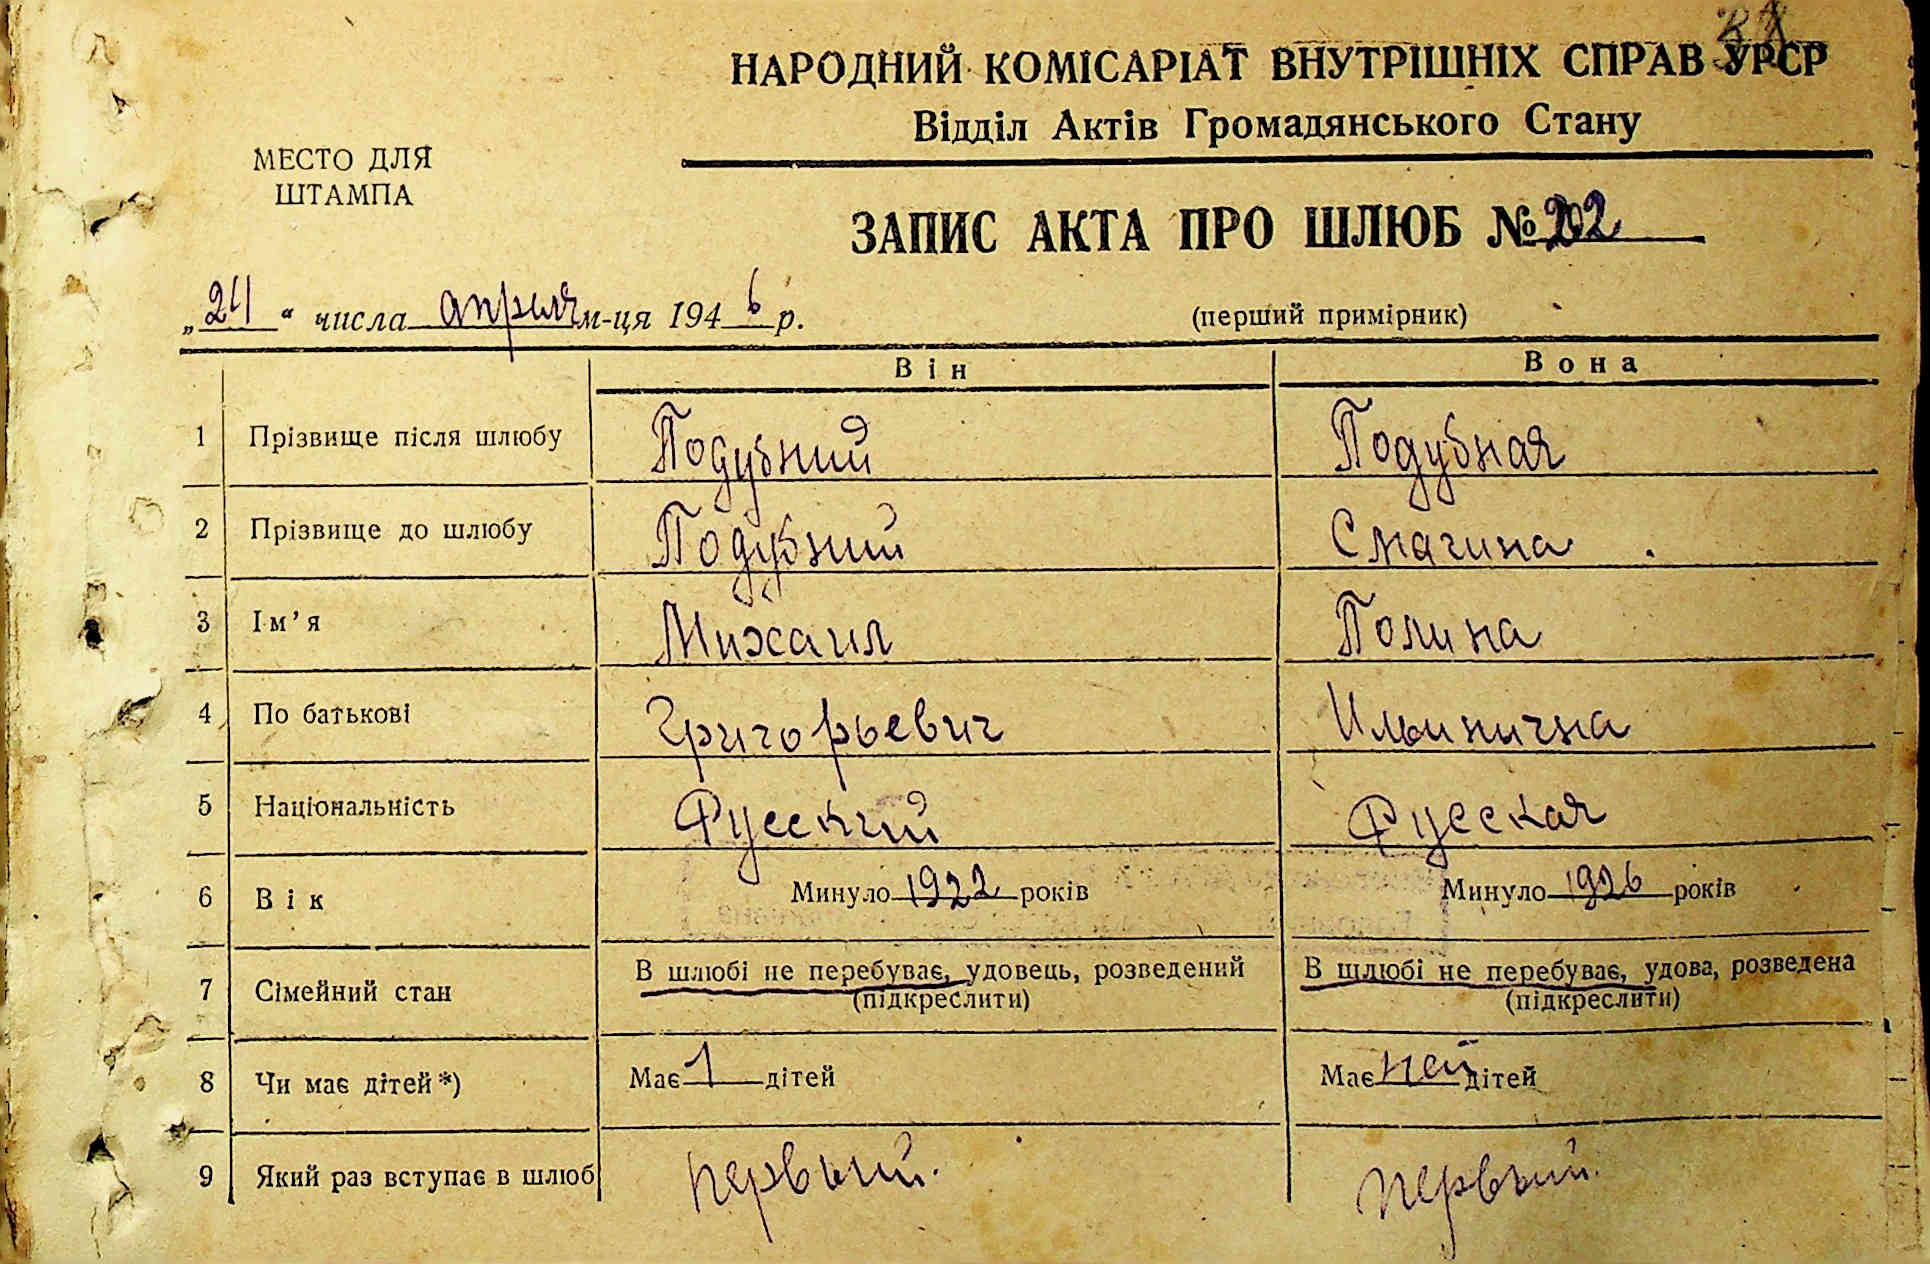 НАРОДНИЙ КОМІСАРІАТ ВНУТРІШНІХ СПРАВ УРСР
Відділ Актів Громадянського Стану
МЕСТО ДЛЯ
ШТАМПА
ЗАПИС АКТА ПРО ШЛЮБ № 202
„24“ числа апреля м-ця 1946 р.
(перший примірник)
Він Вона
1 Прізвище після шлюбу Подубний Подубная
2 Прізвище до шлюбу Подубний Смагина
3 Ім’я Михаил Полина
4 По батькові Григорьевич Ильинична
5 Національність Русский Русская
6 Вік Минуло 1922 років Минуло 1926 років
7 Сімейний стан В шлюбі не перебуває, удовець, розведений В шлюбі не перебуває, удова, розведена
(підкреслити) (підкреслити)
8 Чи має дітей*) Має 1 дітей Має нет дітей
9 Який раз вступає в шлюб первый. первый.